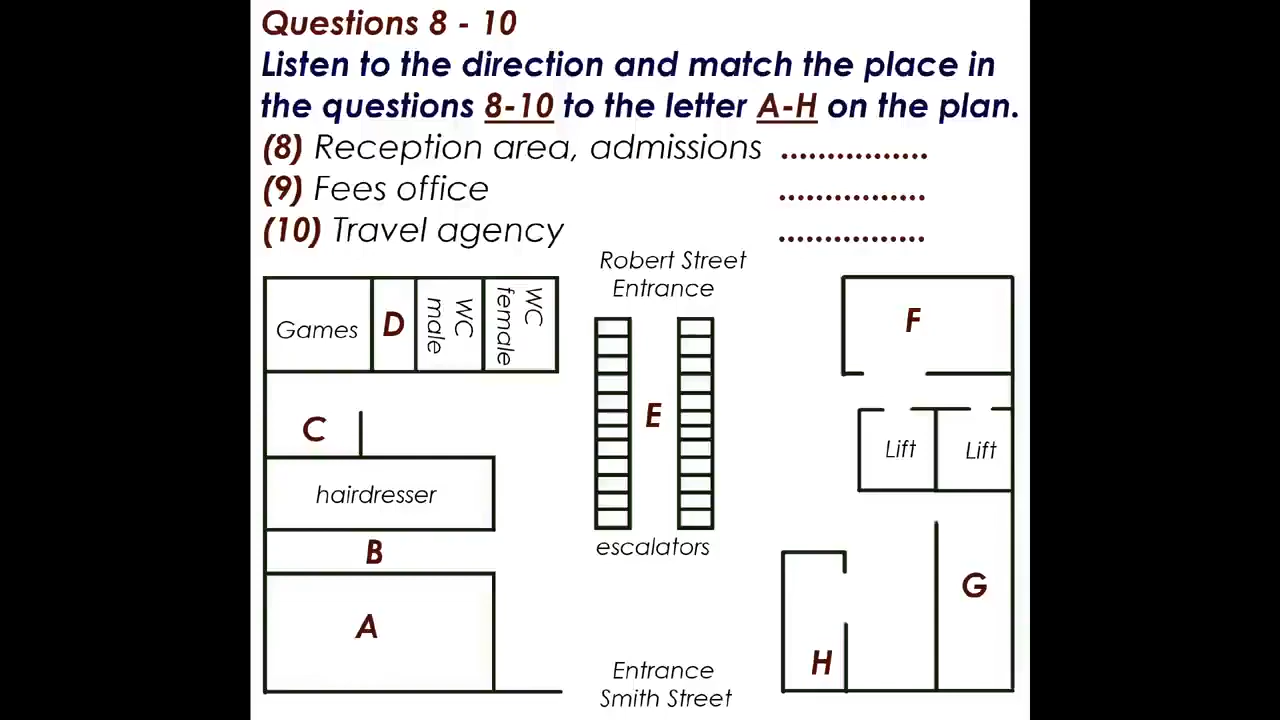 Questions 8 - 10
Listen to the direction and match the place in
the questions 8-10 to the letter A-H on the plan.
(8) Reception area, admissions ................
(9) Fees office ................
(10) Travel agency ................
Robert Street
Entrance
Games
D
WC
male
WC
female
F
E
C
Lift
Lift
hairdresser
escalators
B
G
A
H
Entrance
Smith Street